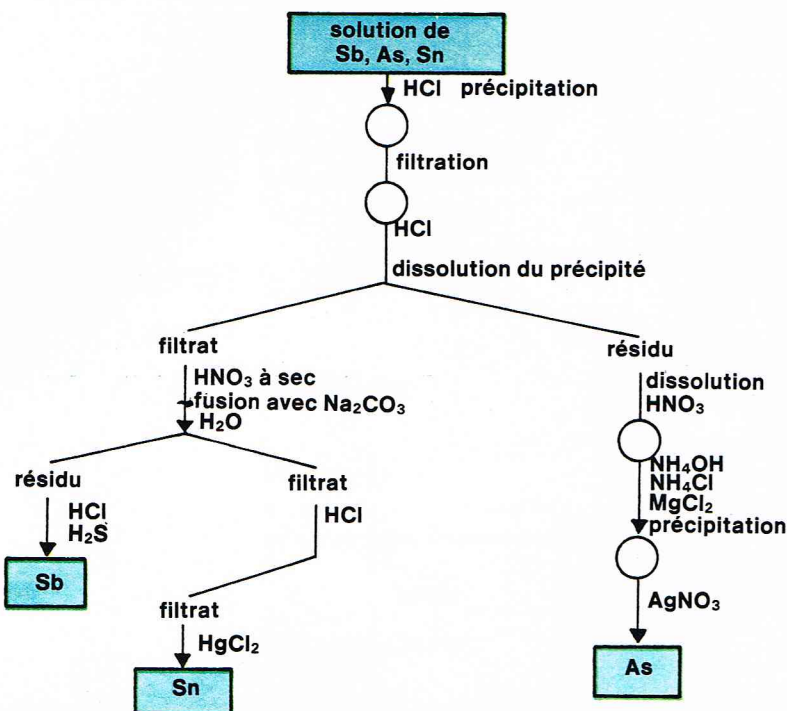 solution de
Sb, As, Sn
HCl précipitation
filtration
HCl
dissolution du précipité
filtrat
HNO₃ à sec
fusion avec Na₂CO₃
H₂O
résidu
HCl
H₂S
Sb
filtrat
HCl
filtrat
HgCl₂
Sn
résidu
dissolution
HNO₃
NH₄OH
NH₄Cl
MgCl₂
précipitation
AgNO₃
As